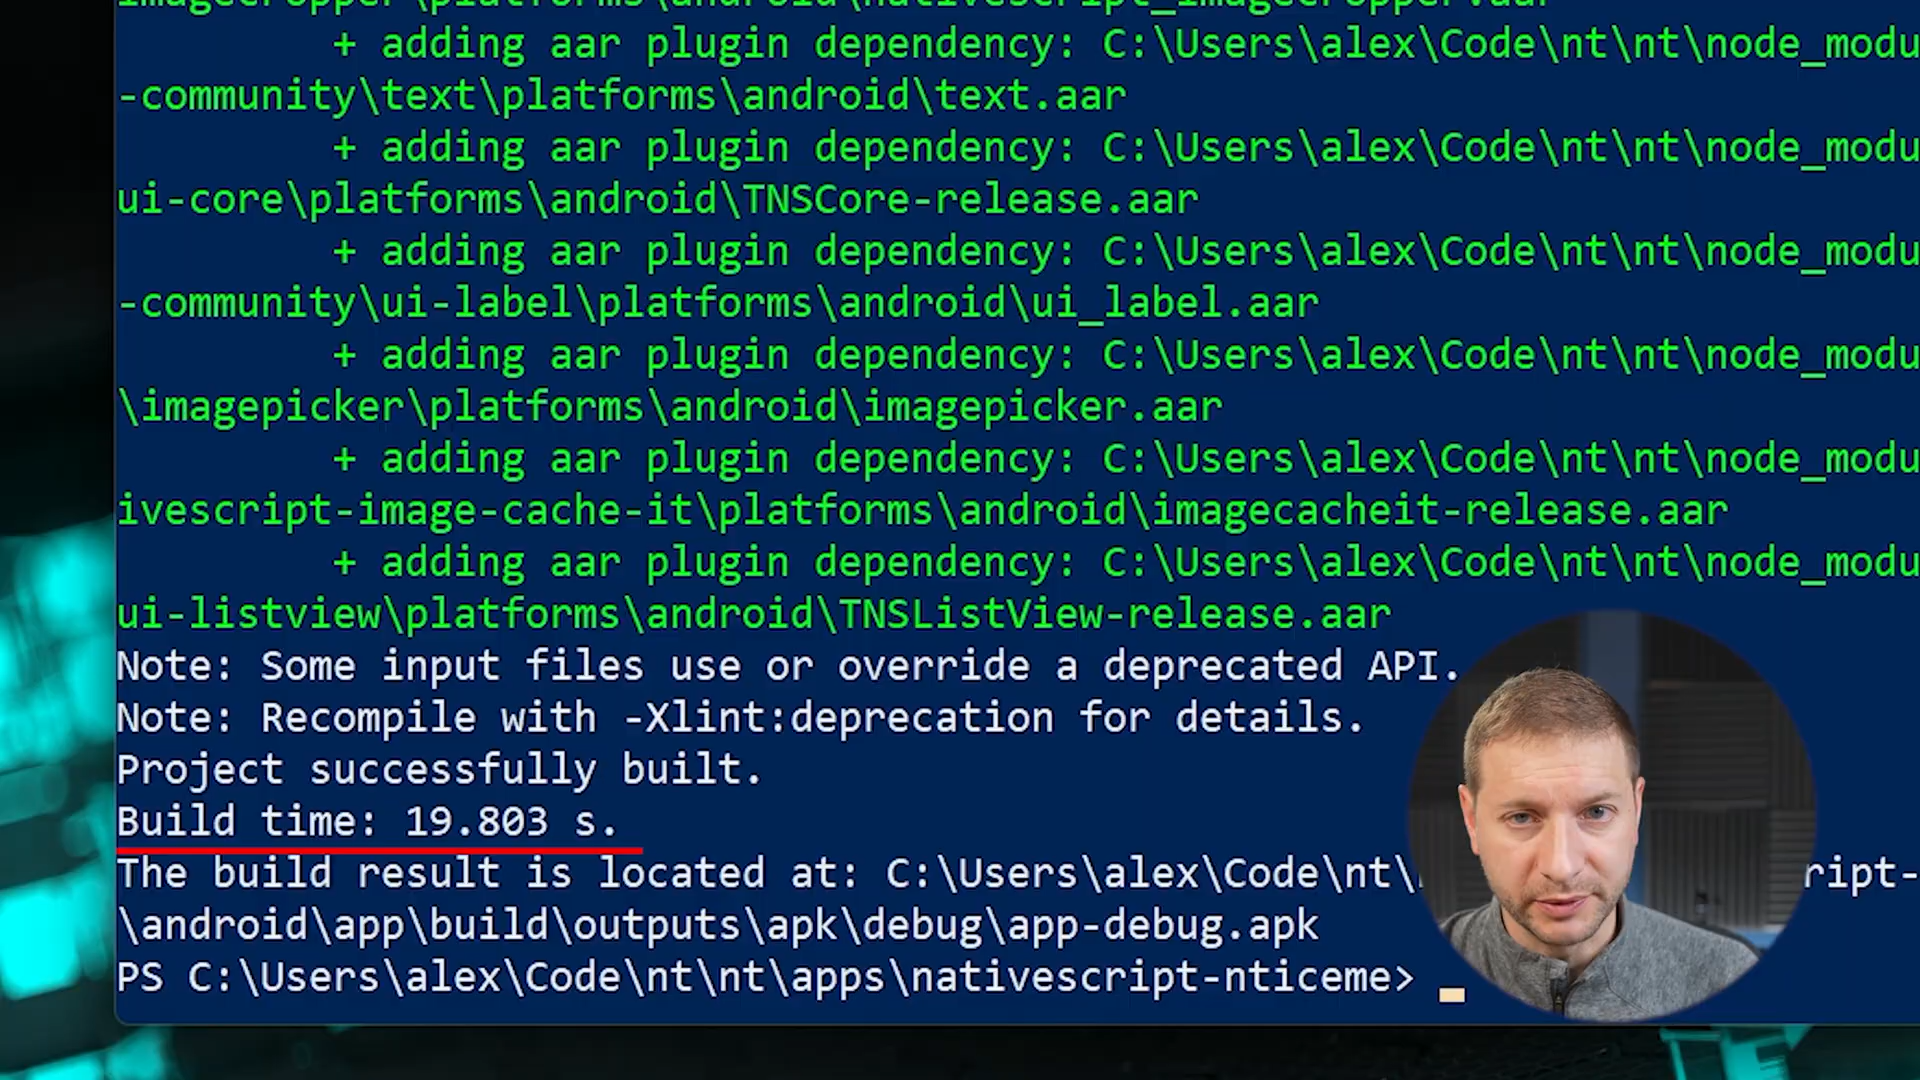 imagecropper\platforms\android\nativescript_imagecropper.aar
+ adding aar plugin dependency: C:\Users\alex\Code\nt\nt\node_modu
-community\text\platforms\android\text.aar
+ adding aar plugin dependency: C:\Users\alex\Code\nt\nt\node_modu
ui-core\platforms\android\TNSCore-release.aar
+ adding aar plugin dependency: C:\Users\alex\Code\nt\nt\node_modu
-community\ui-label\platforms\android\ui_label.aar
+ adding aar plugin dependency: C:\Users\alex\Code\nt\nt\node_modu
\imagepicker\platforms\android\imagepicker.aar
+ adding aar plugin dependency: C:\Users\alex\Code\nt\nt\node_modu
ivescript-image-cache-it\platforms\android\imagecacheit-release.aar
+ adding aar plugin dependency: C:\Users\alex\Code\nt\nt\node_modu
ui-listview\platforms\android\TNSListView-release.aar
Note: Some input files use or override a deprecated API.
Note: Recompile with -Xlint:deprecation for details.
Project successfully built.
Build time: 19.803 s.
The build result is located at: C:\Users\alex\Code\nt\ ript-
\android\app\build\outputs\apk\debug\app-debug.apk
PS C:\Users\alex\Code\nt\nt\apps\nativescript-nticeme>